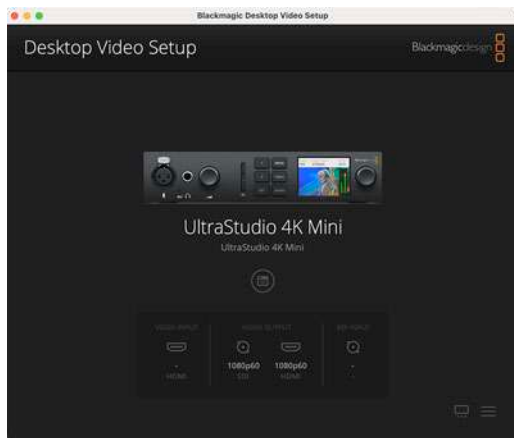 Blackmagic Desktop Video Setup
Desktop Video Setup
Blackmagicdesign
UltraStudio 4K Mini
UltraStudio 4K Mini
VIDEO INPUT
VIDEO OUTPUT
REF INPUT
-
1080p60
1080p60
-
HDMI
SDI
HDMI
-